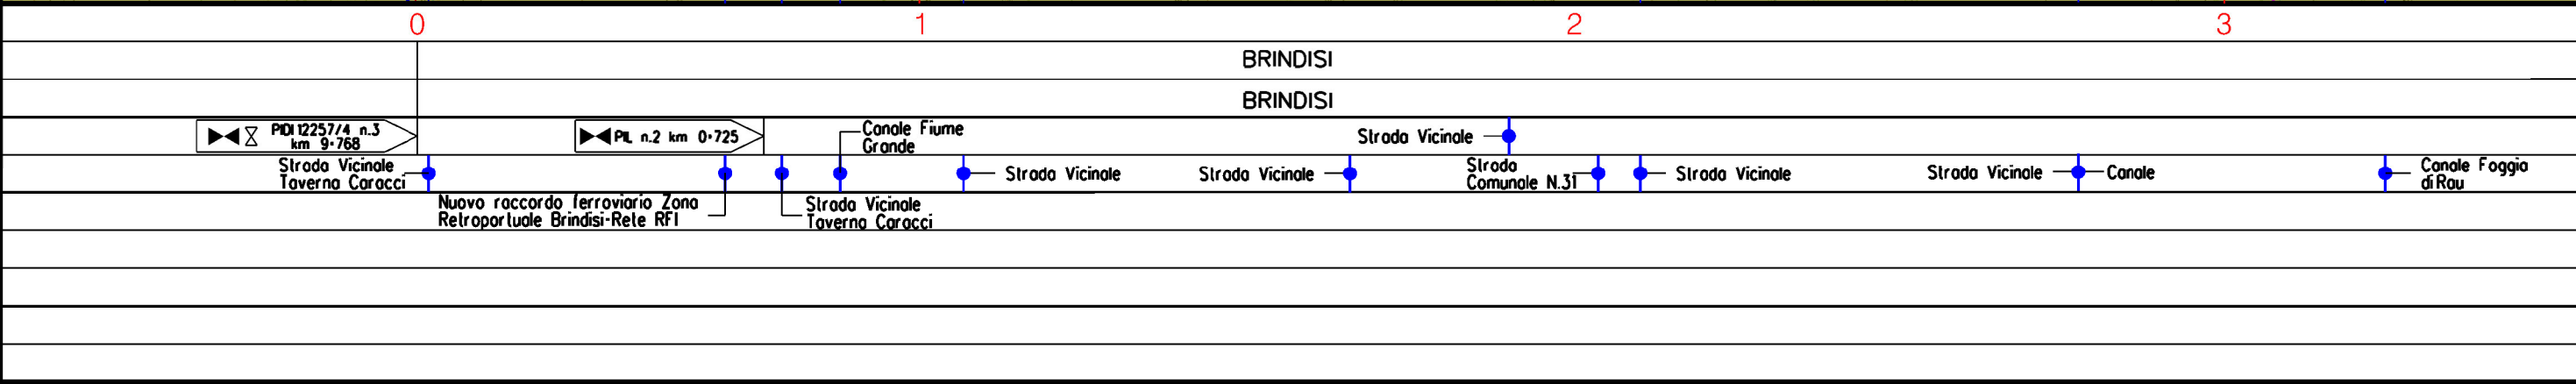 0 1 2 3
BRINDISI
BRINDISI
PIDI 12257/4 n.3
km 9+768
PIL n.2 km 0+725
Canale Fiume
Grande
Strada Vicinale
Strada Vicinale
Taverna Caracci
Strada Vicinale
Strada Vicinale
Strada
Comunale N.31
Strada Vicinale
Strada Vicinale
Canale
Canale Foggia
di Rau
Nuovo raccordo ferroviario Zona
Retroportuale Brindisi-Rete RFI
Strada Vicinale
Taverna Caracci